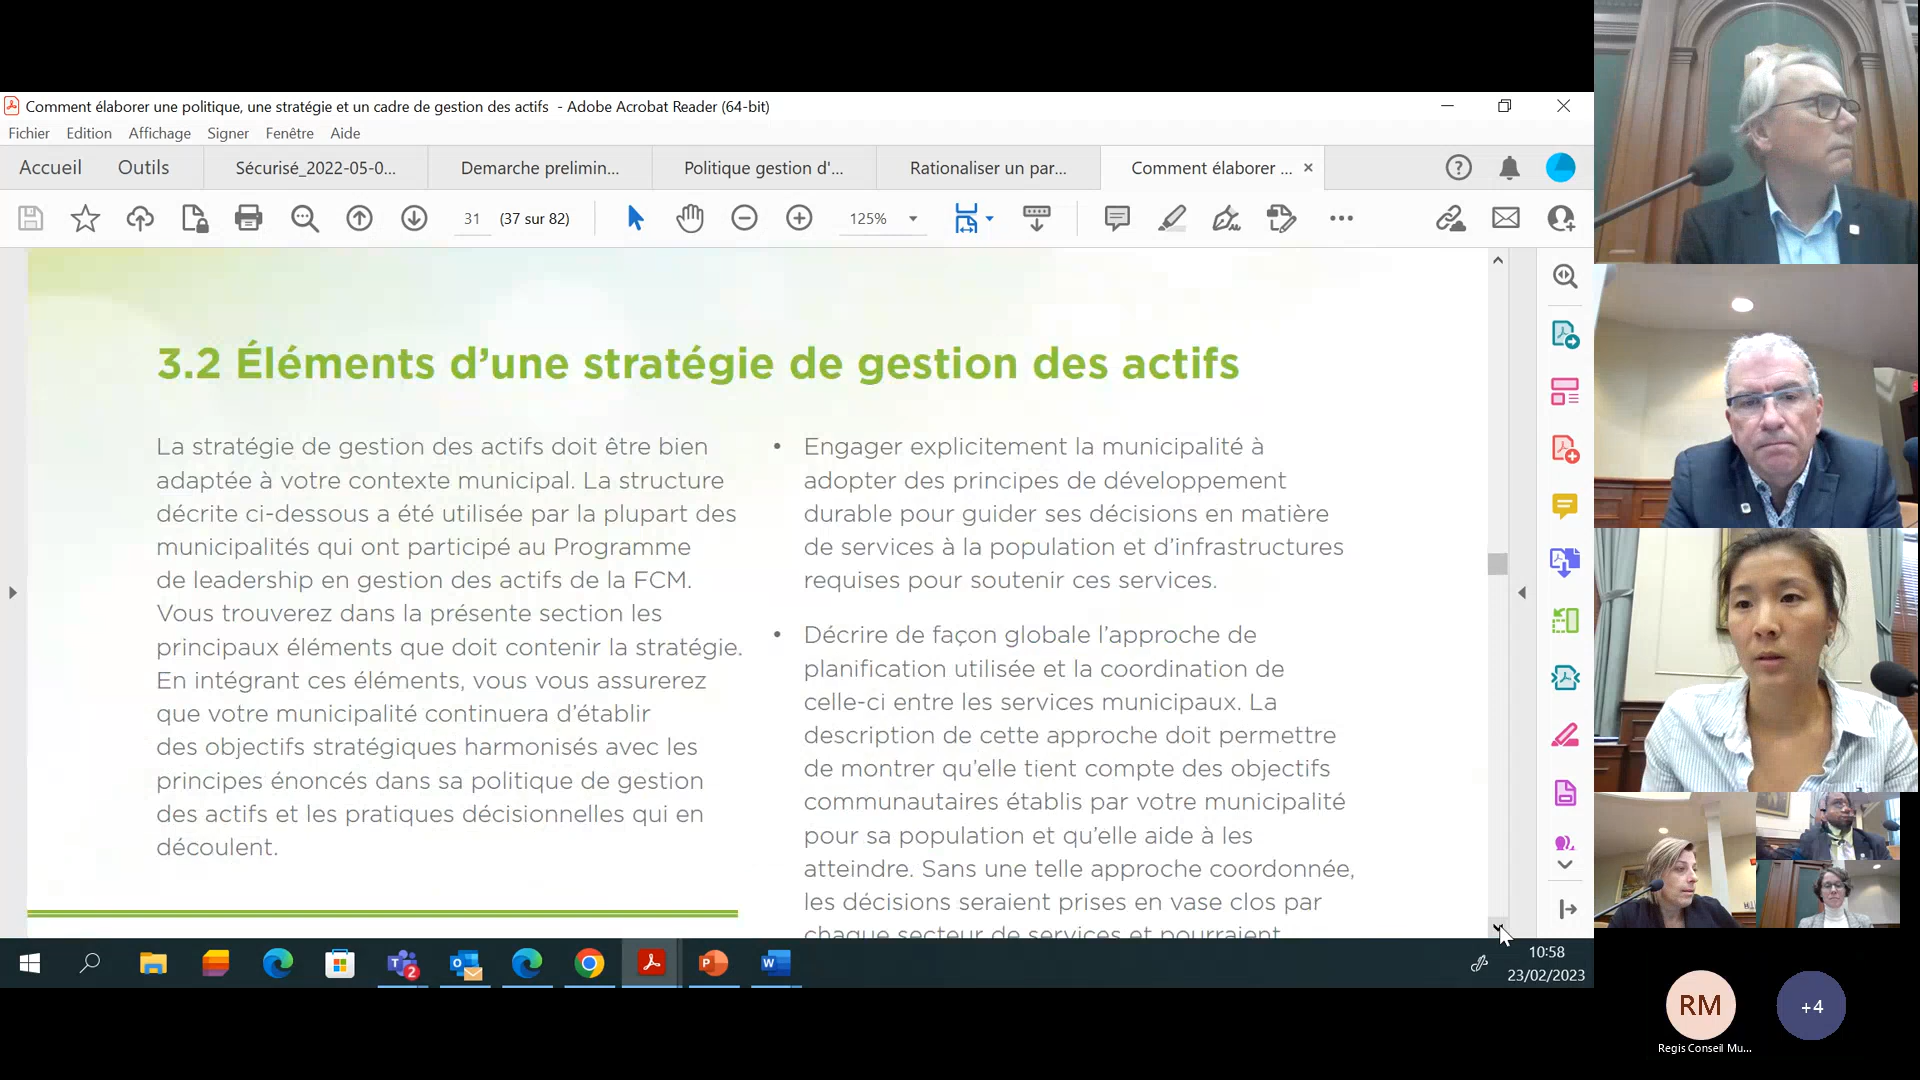 Comment élaborer une politique, une stratégie et un cadre de gestion des actifs - Adobe Acrobat Reader (64-bit)
Fichier Edition Affichage Signer Fenêtre Aide
Accueil Outils Sécurisé_2022-05-0... Demarche prelimin... Politique gestion d'... Rationaliser un par... Comment élaborer ...
31 (37 sur 82) 125%
3.2 Éléments d’une stratégie de gestion des actifs
La stratégie de gestion des actifs doit être bien
adaptée à votre contexte municipal. La structure
décrite ci-dessous a été utilisée par la plupart des
municipalités qui ont participé au Programme
de leadership en gestion des actifs de la FCM.
Vous trouverez dans la présente section les
principaux éléments que doit contenir la stratégie.
En intégrant ces éléments, vous vous assurerez
que votre municipalité continuera d’établir
des objectifs stratégiques harmonisés avec les
principes énoncés dans sa politique de gestion
des actifs et les pratiques décisionnelles qui en
découlent.
• Engager explicitement la municipalité à
adopter des principes de développement
durable pour guider ses décisions en matière
de services à la population et d’infrastructures
requises pour soutenir ces services.
• Décrire de façon globale l’approche de
planification utilisée et la coordination de
celle-ci entre les services municipaux. La
description de cette approche doit permettre
de montrer qu’elle tient compte des objectifs
communautaires établis par votre municipalité
pour sa population et qu’elle aide à les
atteindre. Sans une telle approche coordonnée,
les décisions seraient prises en vase clos par
chaque secteur de services et pourraient
2
10:58
23/02/2023
RM
+4
Regis Conseil Mu...